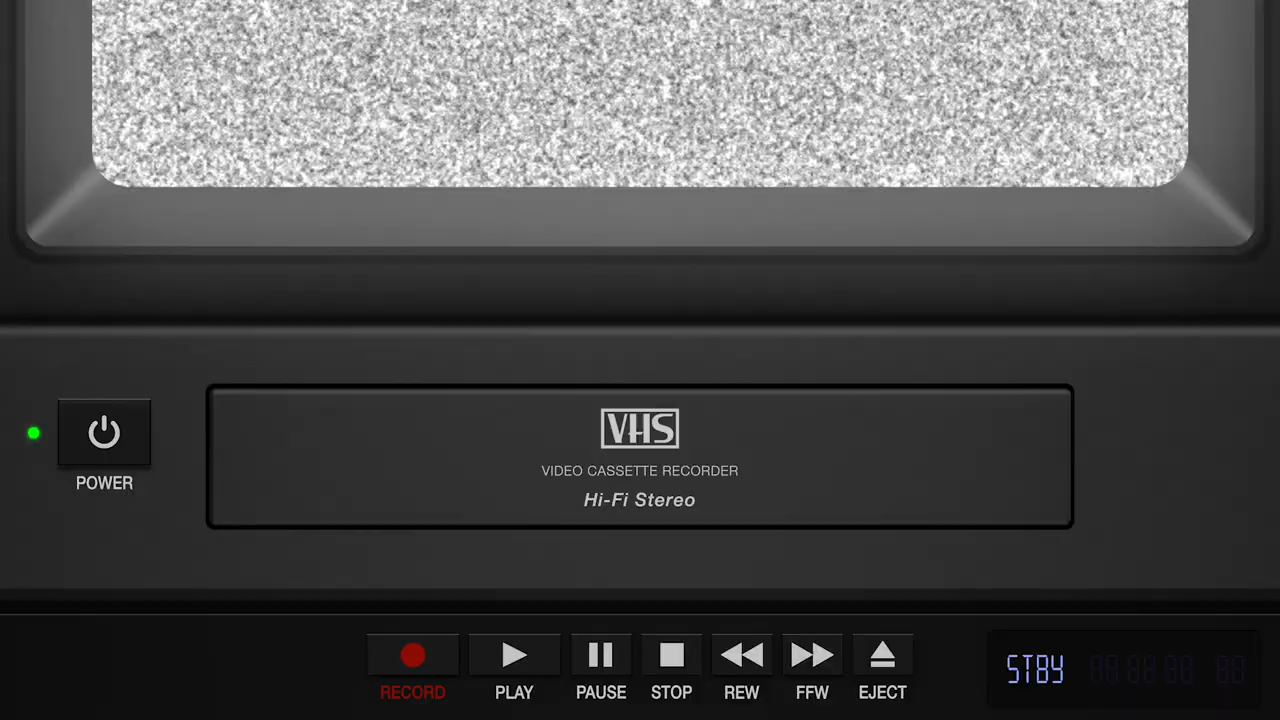 VHS
VIDEO CASSETTE RECORDER
Hi-Fi Stereo
POWER
RECORD PLAY PAUSE STOP REW FFW EJECT
STBY